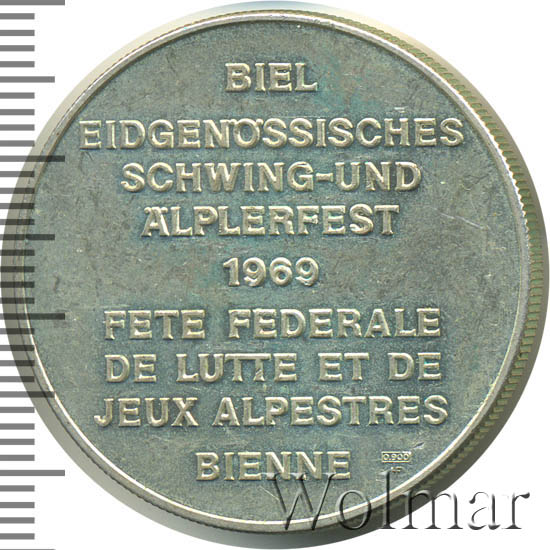 BIEL
EIDGENÖSSISCHES
SCHWING-UND
ÄLPLERFEST
1969
FETE FEDERALE
DE LUTTE ET DE
JEUX ALPESTRES
BIENNE
0.900
Wolmar